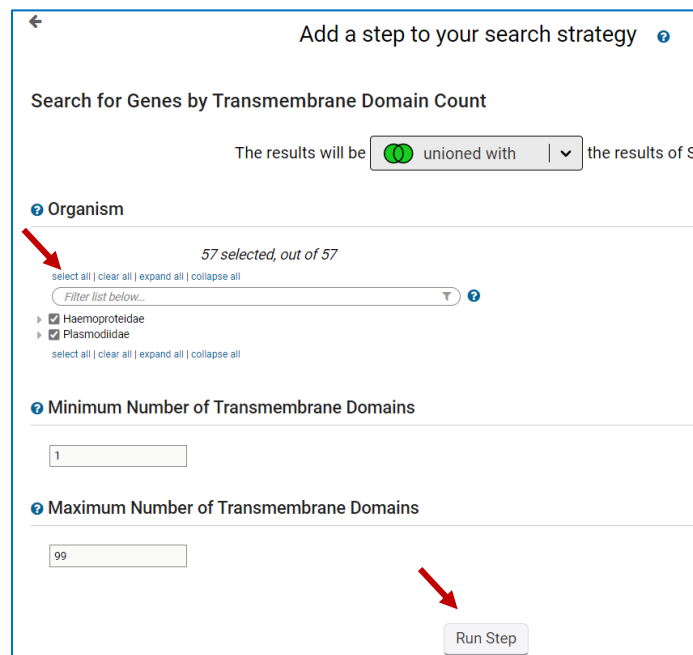 Add a step to your search strategy
Search for Genes by Transmembrane Domain Count
The results will be unioned with the results of S
Organism
57 selected, out of 57
select all | clear all | expand all | collapse all
Filter list below...
Haemoproteidae
Plasmodiidae
select all | clear all | expand all | collapse all
Minimum Number of Transmembrane Domains
1
Maximum Number of Transmembrane Domains
99
Run Step